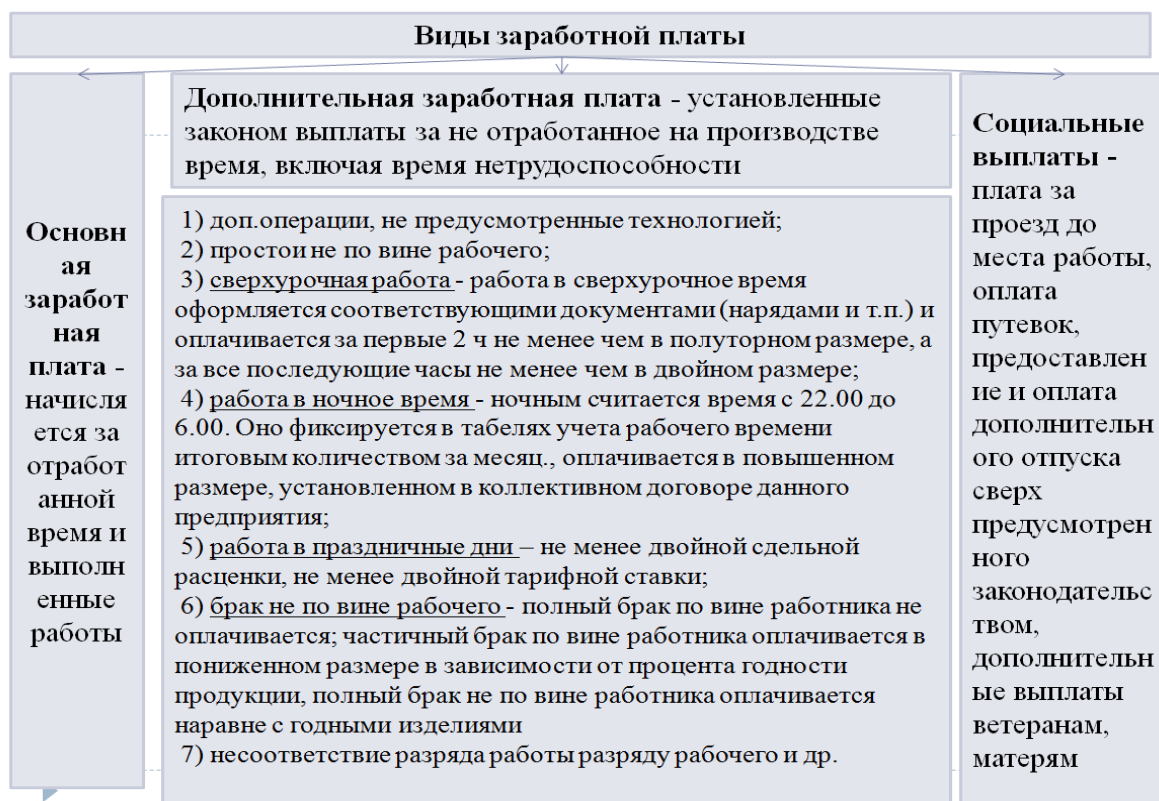 Виды заработной платы
Основн
ая
заработ
ная
плата -
начисля
ется за
отработ
анной
время и
выполн
енные
работы
Дополнительная заработная плата - установленные
законом выплаты за не отработанное на производстве
время, включая время нетрудоспособности
1) доп.операции, не предусмотренные технологией;
2) простои не по вине рабочего;
3) сверхурочная работа - работа в сверхурочное время
оформляется соответствующими документами (нарядами и т.п.) и
оплачивается за первые 2 ч не менее чем в полуторном размере, а
за все последующие часы не менее чем в двойном размере;
4) работа в ночное время - ночным считается время с 22.00 до
6.00. Оно фиксируется в табелях учета рабочего времени
итоговым количеством за месяц., оплачивается в повышенном
размере, установленном в коллективном договоре данного
предприятия;
5) работа в праздничные дни – не менее двойной сдельной
расценки, не менее двойной тарифной ставки;
6) брак не по вине рабочего - полный брак по вине работника не
оплачивается; частичный брак по вине работника оплачивается в
пониженном размере в зависимости от процента годности
продукции, полный брак не по вине работника оплачивается
наравне с годными изделиями
7) несоответствие разряда работы разряду рабочего и др.
Социальные
выплаты -
плата за
проезд до
места работы,
оплата
путевок,
предоставлен
ие и оплата
дополнительн
ого отпуска
сверх
предусмотрен
ного
законодательс
твом,
дополнительн
ые выплаты
ветеранам,
матерям